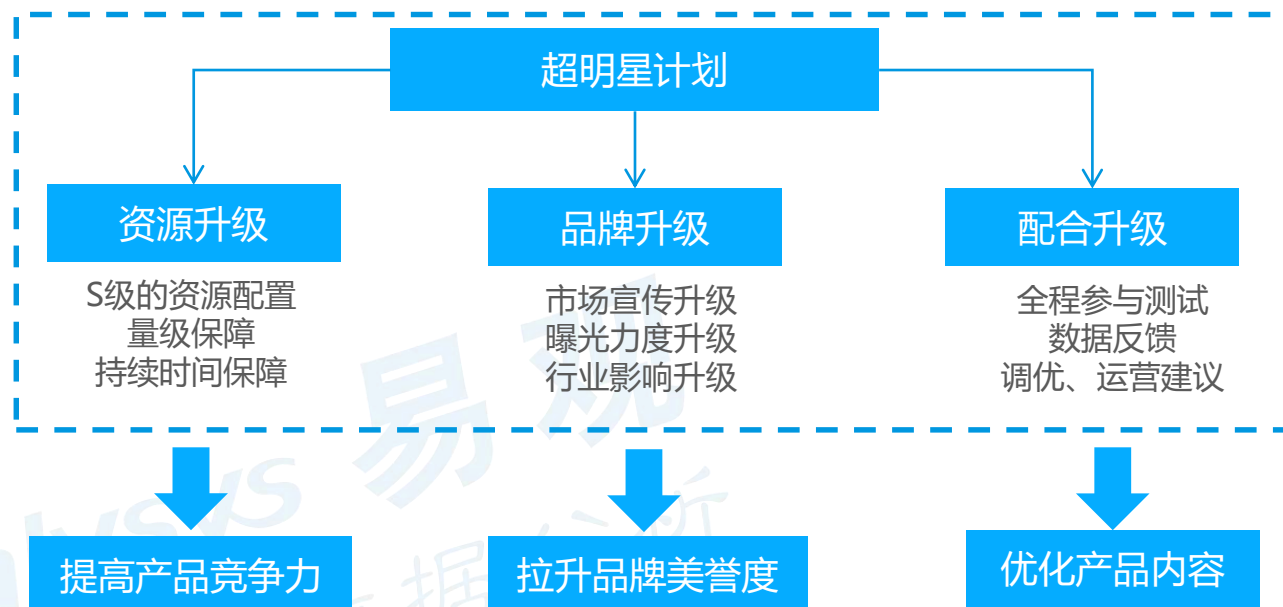 超明星计划
资源升级
品牌升级
配合升级
S级的资源配置
量级保障
持续时间保障
市场宣传升级
曝光力度升级
行业影响升级
全程参与测试
数据反馈
调优、运营建议
易观
提高产品竞争力
拉升品牌美誉度
优化产品内容